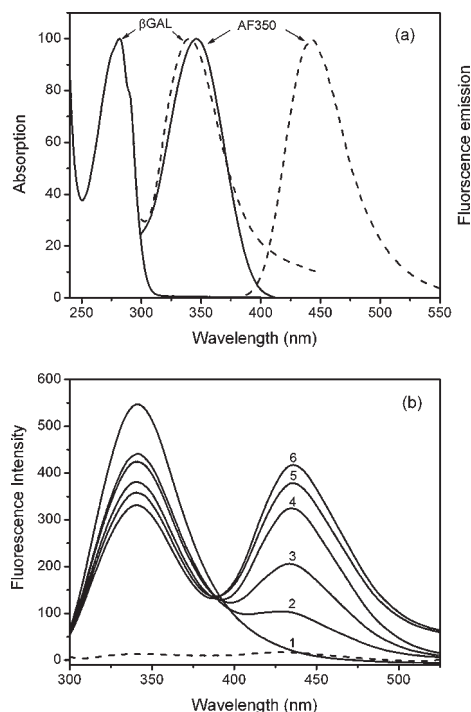 βGAL AF350
(a)
100
80
60
40
20
0
Absorption
Fluorscence emission
250 300 350 400 450 500 550
Wavelength (nm)
(b)
600
500
400
300
200
100
0
Fluorescence Intensity
6
5
4
3
2
1
300 350 400 450 500
Wavelength (nm)